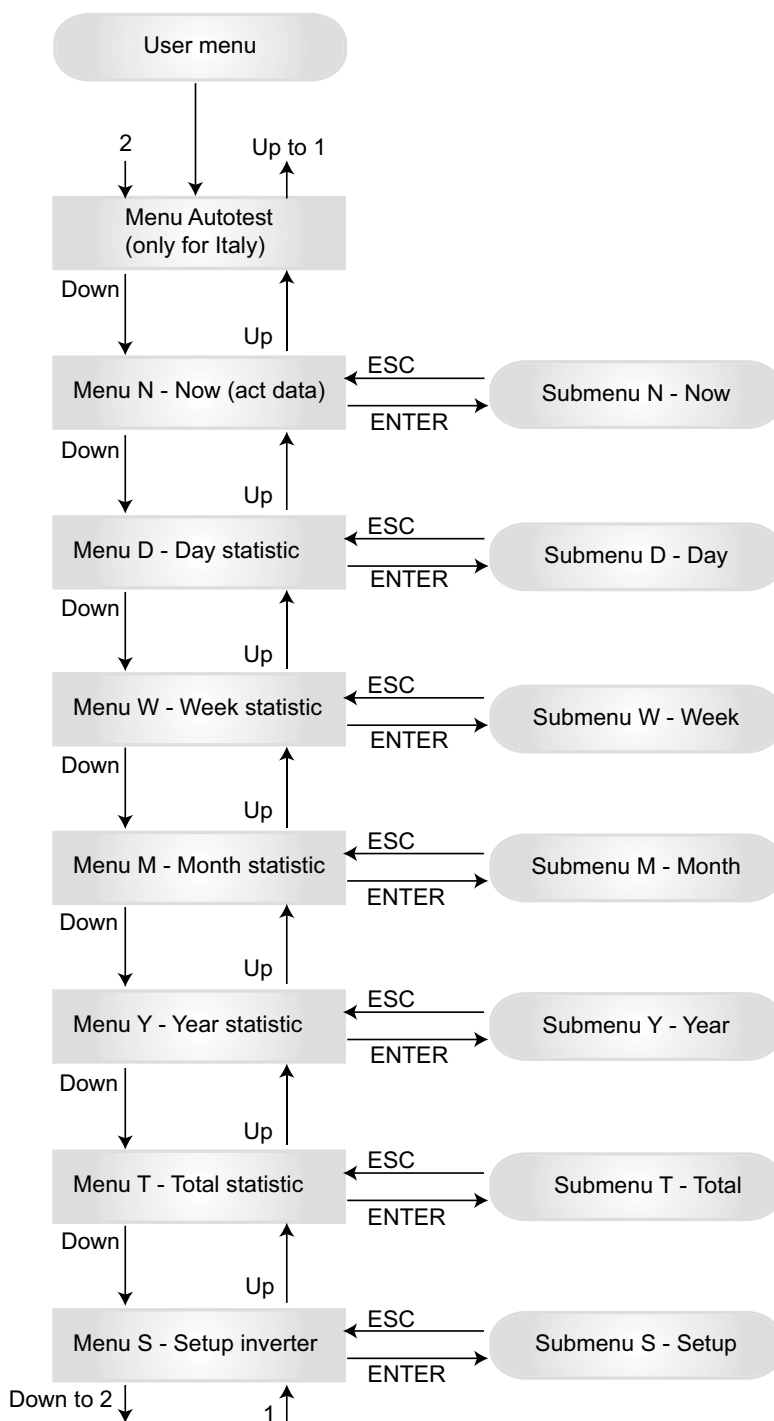 User menu
2
Up to 1
Menu Autotest
(only for Italy)
Down
Up
ESC
Menu N - Now (act data)
Submenu N - Now
ENTER
Down
Up
ESC
Menu D - Day statistic
Submenu D - Day
ENTER
Down
Up
ESC
Menu W - Week statistic
Submenu W - Week
ENTER
Down
Up
ESC
Menu M - Month statistic
Submenu M - Month
ENTER
Down
Up
ESC
Menu Y - Year statistic
Submenu Y - Year
ENTER
Down
Up
ESC
Menu T - Total statistic
Submenu T - Total
ENTER
Down
Up
ESC
Menu S - Setup inverter
Submenu S - Setup
ENTER
Down to 2
1